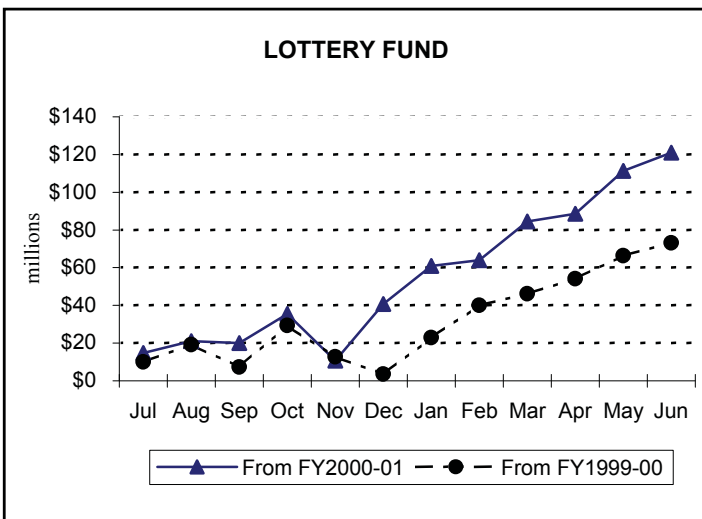 LOTTERY FUND
$140
$120
$100
$80
$60
$40
$20
$0
millions
Jul Aug Sep Oct Nov Dec Jan Feb Mar Apr May Jun
From FY2000-01 From FY1999-00